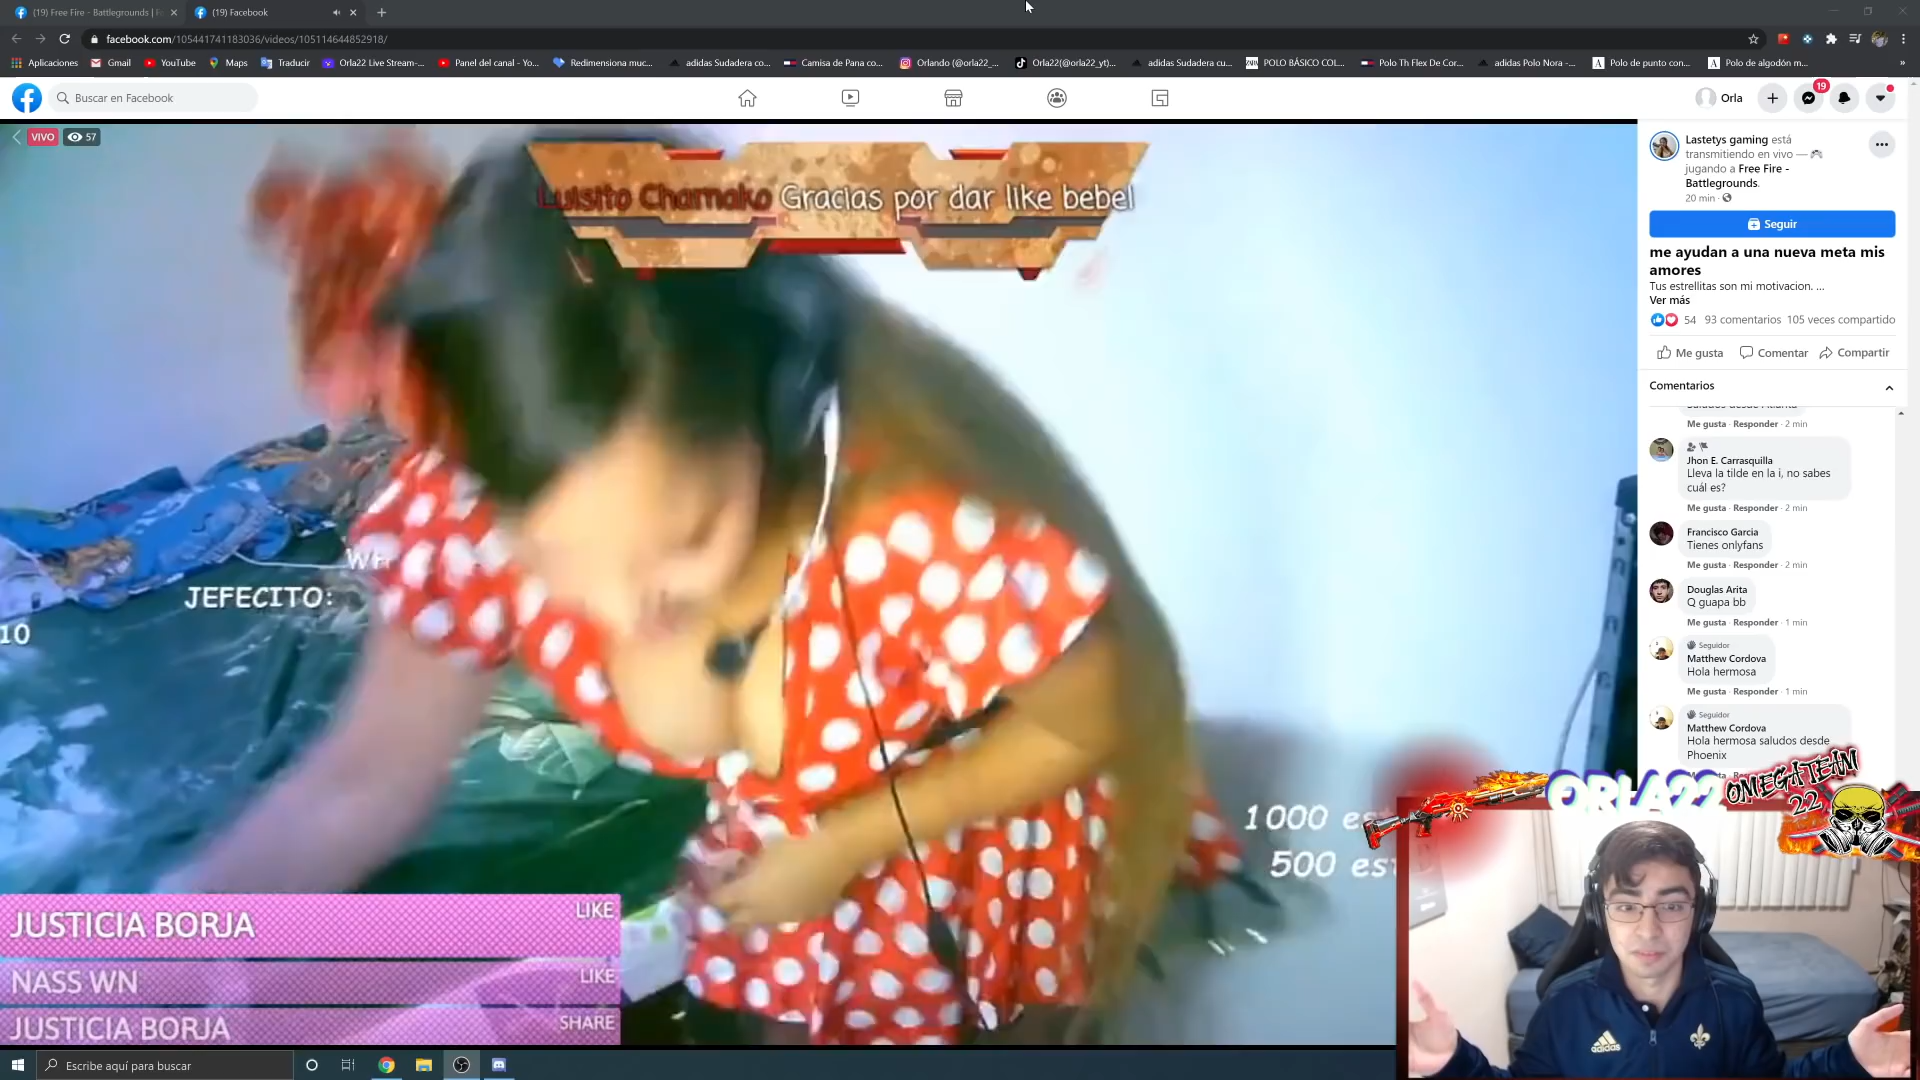 (19) Free Fire - Battlegrounds | F
(19) Facebook
facebook.com/105441741183036/videos/105114644852918/
Aplicaciones
Gmail
YouTube
Maps
Traducir
Orla22 Live Stream-...
Panel del canal - Yo...
Redimensiona muc...
adidas Sudadera co...
Camisa de Pana co...
Orlando (@orla22_...
Orla22(@orla22_yt)...
adidas Sudadera cu...
POLO BÁSICO COL...
Polo Th Flex De Cor...
adidas Polo Nora -...
Polo de punto con...
Polo de algodón m...
Buscar en Facebook
Orla
19
VIVO
57
Luisito Chamako Gracias por dar like bebel
JEFECITO:
10
1000 es
500 es
JUSTICIA BORJA
LIKE
NASS WN
LIKE
JUSTICIA BORJA
SHARE
Lastetys gaming está
transmitiendo en vivo —
jugando a Free Fire -
Battlegrounds.
20 min ·
Seguir
me ayudan a una nueva meta mis
amores
Tus estrellitas son mi motivacion. ...
Ver más
54
93 comentarios
105 veces compartido
Me gusta
Comentar
Compartir
Comentarios
Me gusta · Responder · 2 min
Jhon E. Carrasquilla
Lleva la tilde en la i, no sabes
cuál es?
Me gusta · Responder · 2 min
Francisco Garcia
Tienes onlyfans
Me gusta · Responder · 2 min
Douglas Arita
Q guapa bb
Me gusta · Responder · 1 min
Seguidor
Matthew Cordova
Hola hermosa
Me gusta · Responder · 1 min
Seguidor
Matthew Cordova
Hola hermosa saludos desde
Phoenix
ORLA22
OMEGATEAM
22
adidas
Escribe aquí para buscar